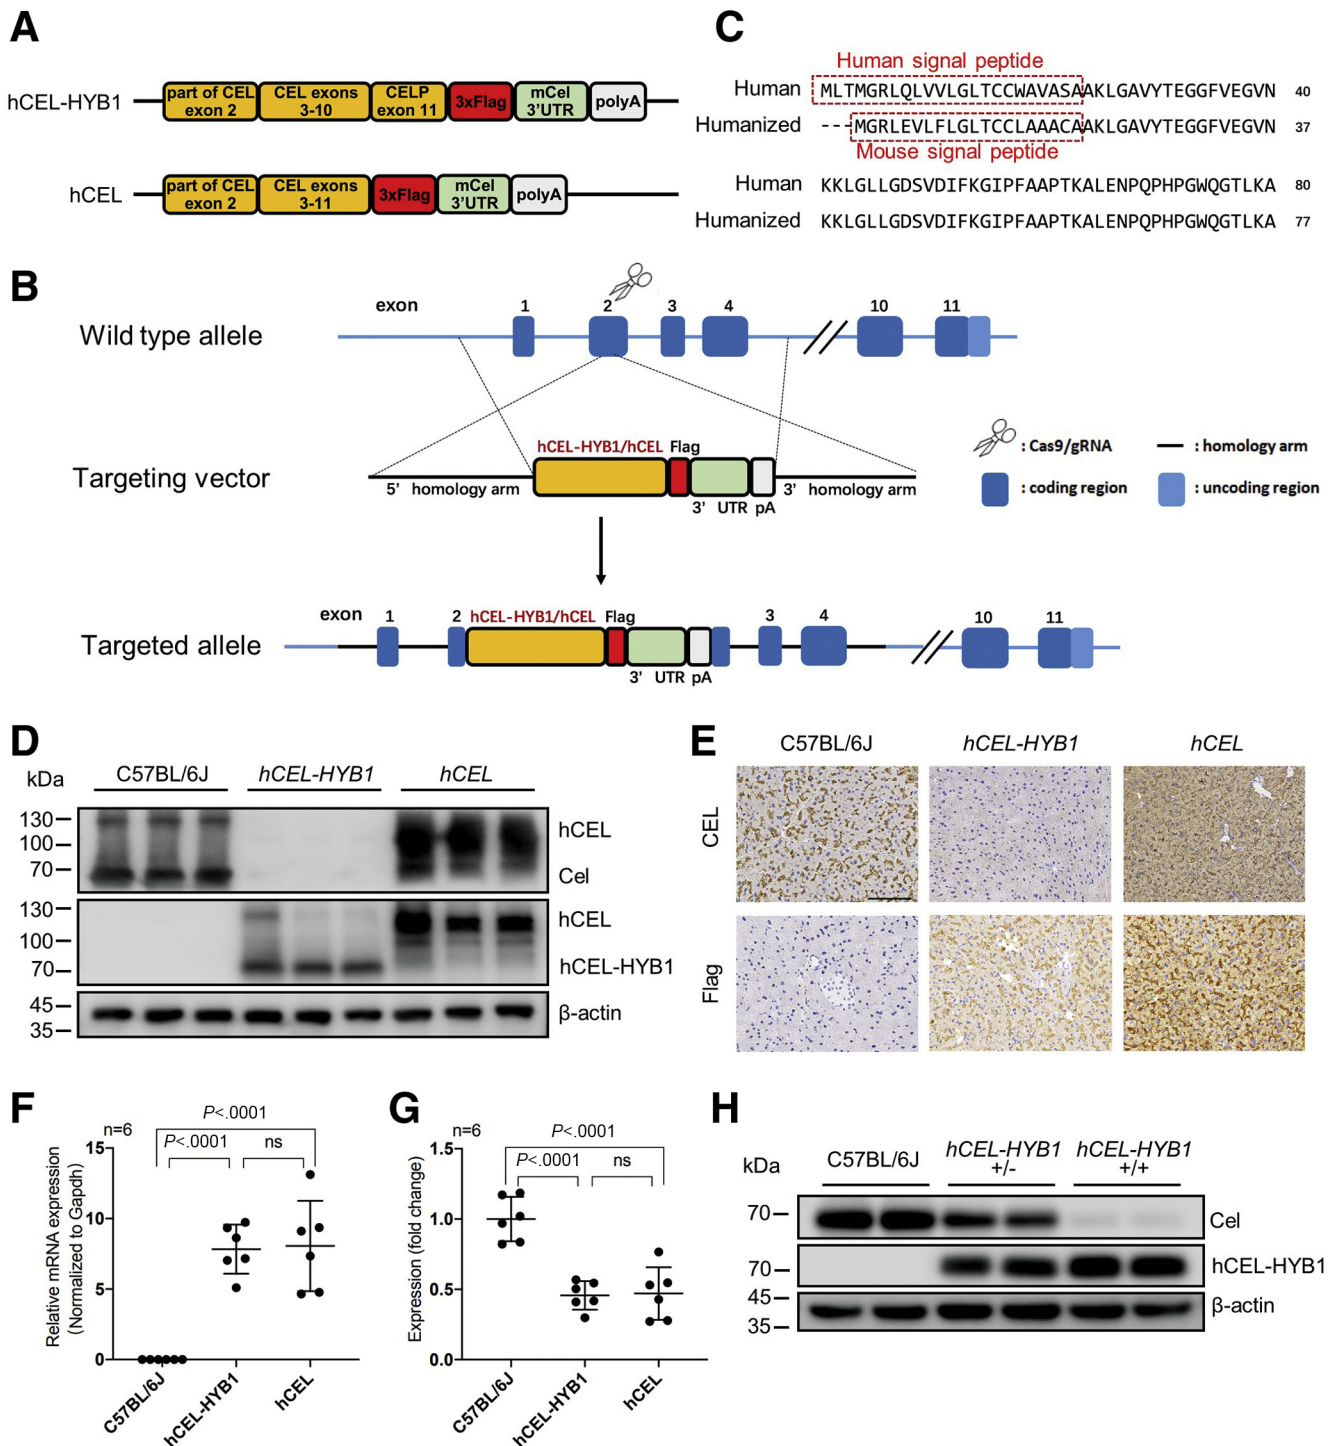 A
hCEL-HYB1
part of CEL
exon 2
CEL exons
3-10
CELP
exon 11
3xFlag
mCel
3'UTR
polyA
hCEL
part of CEL
exon 2
CEL exons
3-11
3xFlag
mCel
3'UTR
polyA
C
Human signal peptide
Human MLTMGRLQLVVLGLTCCWAVASAAKLGAVYTEGGFVEGVN 40
Humanized ---MGRLEVLFLGLTCCLAAACAAKLGAVYTEGGFVEGVN 37
Mouse signal peptide
Human KKLGLLGDSVDIFKGIPFAAPTKALENPQPHPGWQGTLKA 80
Humanized KKLGLLGDSVDIFKGIPFAAPTKALENPQPHPGWQGTLKA 77
B
exon 1 2 3 4 10 11
Wild type allele
hCEL-HYB1/hCEL Flag
Targeting vector
5' homology arm
3' homology arm
3' UTR pA
: Cas9/gRNA
: homology arm
: coding region
: uncoding region
exon 1 2 hCEL-HYB1/hCEL Flag 3 4 10 11
Targeted allele
3' UTR pA
D
kDa
C57BL/6J hCEL-HYB1 hCEL
130
100
70
hCEL
Cel
130
100
70
hCEL
hCEL-HYB1
45
35
β-actin
E
C57BL/6J hCEL-HYB1 hCEL
CEL
Flag
F
n=6
P<.0001
P<.0001
ns
Relative mRNA expression
(Normalized to Gapdh)
15
10
5
0
C57BL/6J
hCEL-HYB1
hCEL
G
n=6
P<.0001
P<.0001
ns
Expression (fold change)
1.5
1.0
0.5
0.0
C57BL/6J
hCEL-HYB1
hCEL
H
kDa
C57BL/6J
hCEL-HYB1
+/-
hCEL-HYB1
+/+
70
Cel
70
hCEL-HYB1
45
35
β-actin